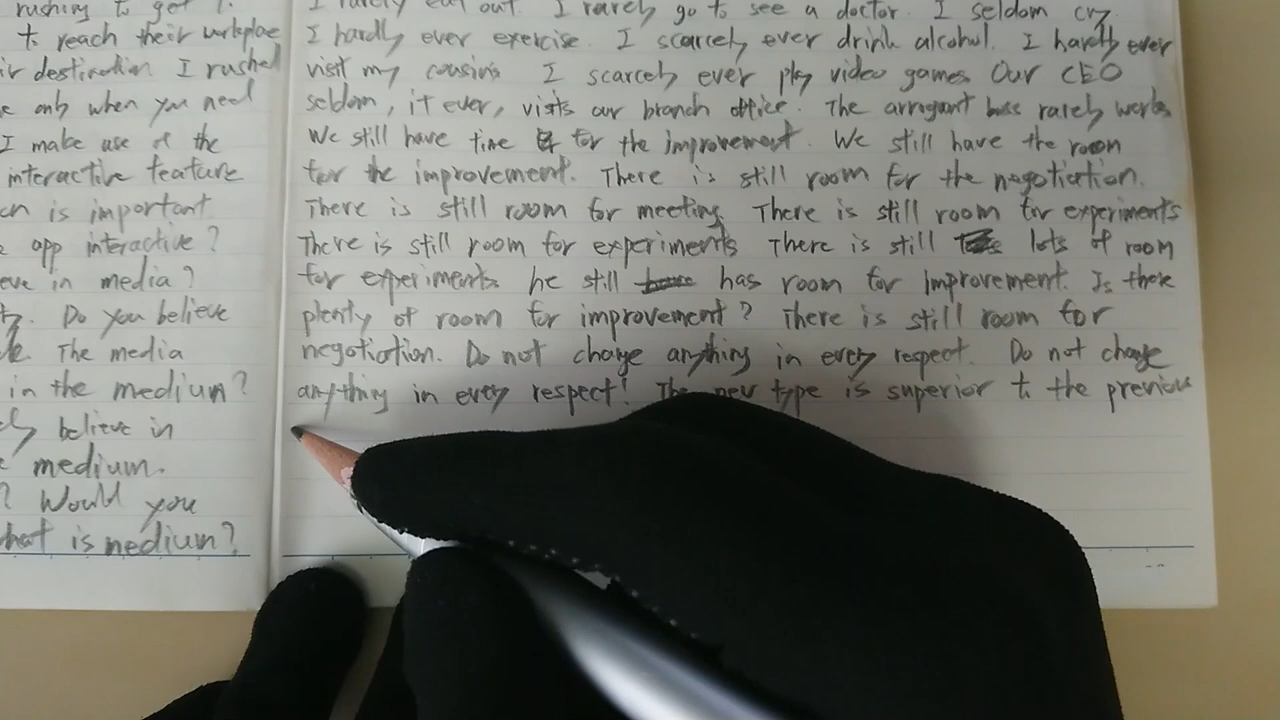 rushing to get
to reach their workplace
destination I rushed
only when you need
I make use of the
interactive feature
is important
app interactive?
in media?
Do you believe
The media
in the medium?
believe in
medium.
? Would you
what is medium?
I rarely eat out. I rarely go to see a doctor. I seldom cry
I hardly ever exercise. I scarcely ever drink alcohol. I hardly ever
visit my cousins I scarcely ever play video games Our CEO
seldom, if ever, visits our branch office. The arrogant boss rarely works
We still have time for the improvement. We still have the room
for the improvement. There is still room for the negotiation.
There is still room for meeting. There is still room for experiments
There is still room for experiments There is still lots of room
for experiments he still has room for improvement. Is there
plenty of room for improvement? There is still room for
negotiation. Do not change anything in every respect. Do not change
anything in every respect! The new type is superior to the previous